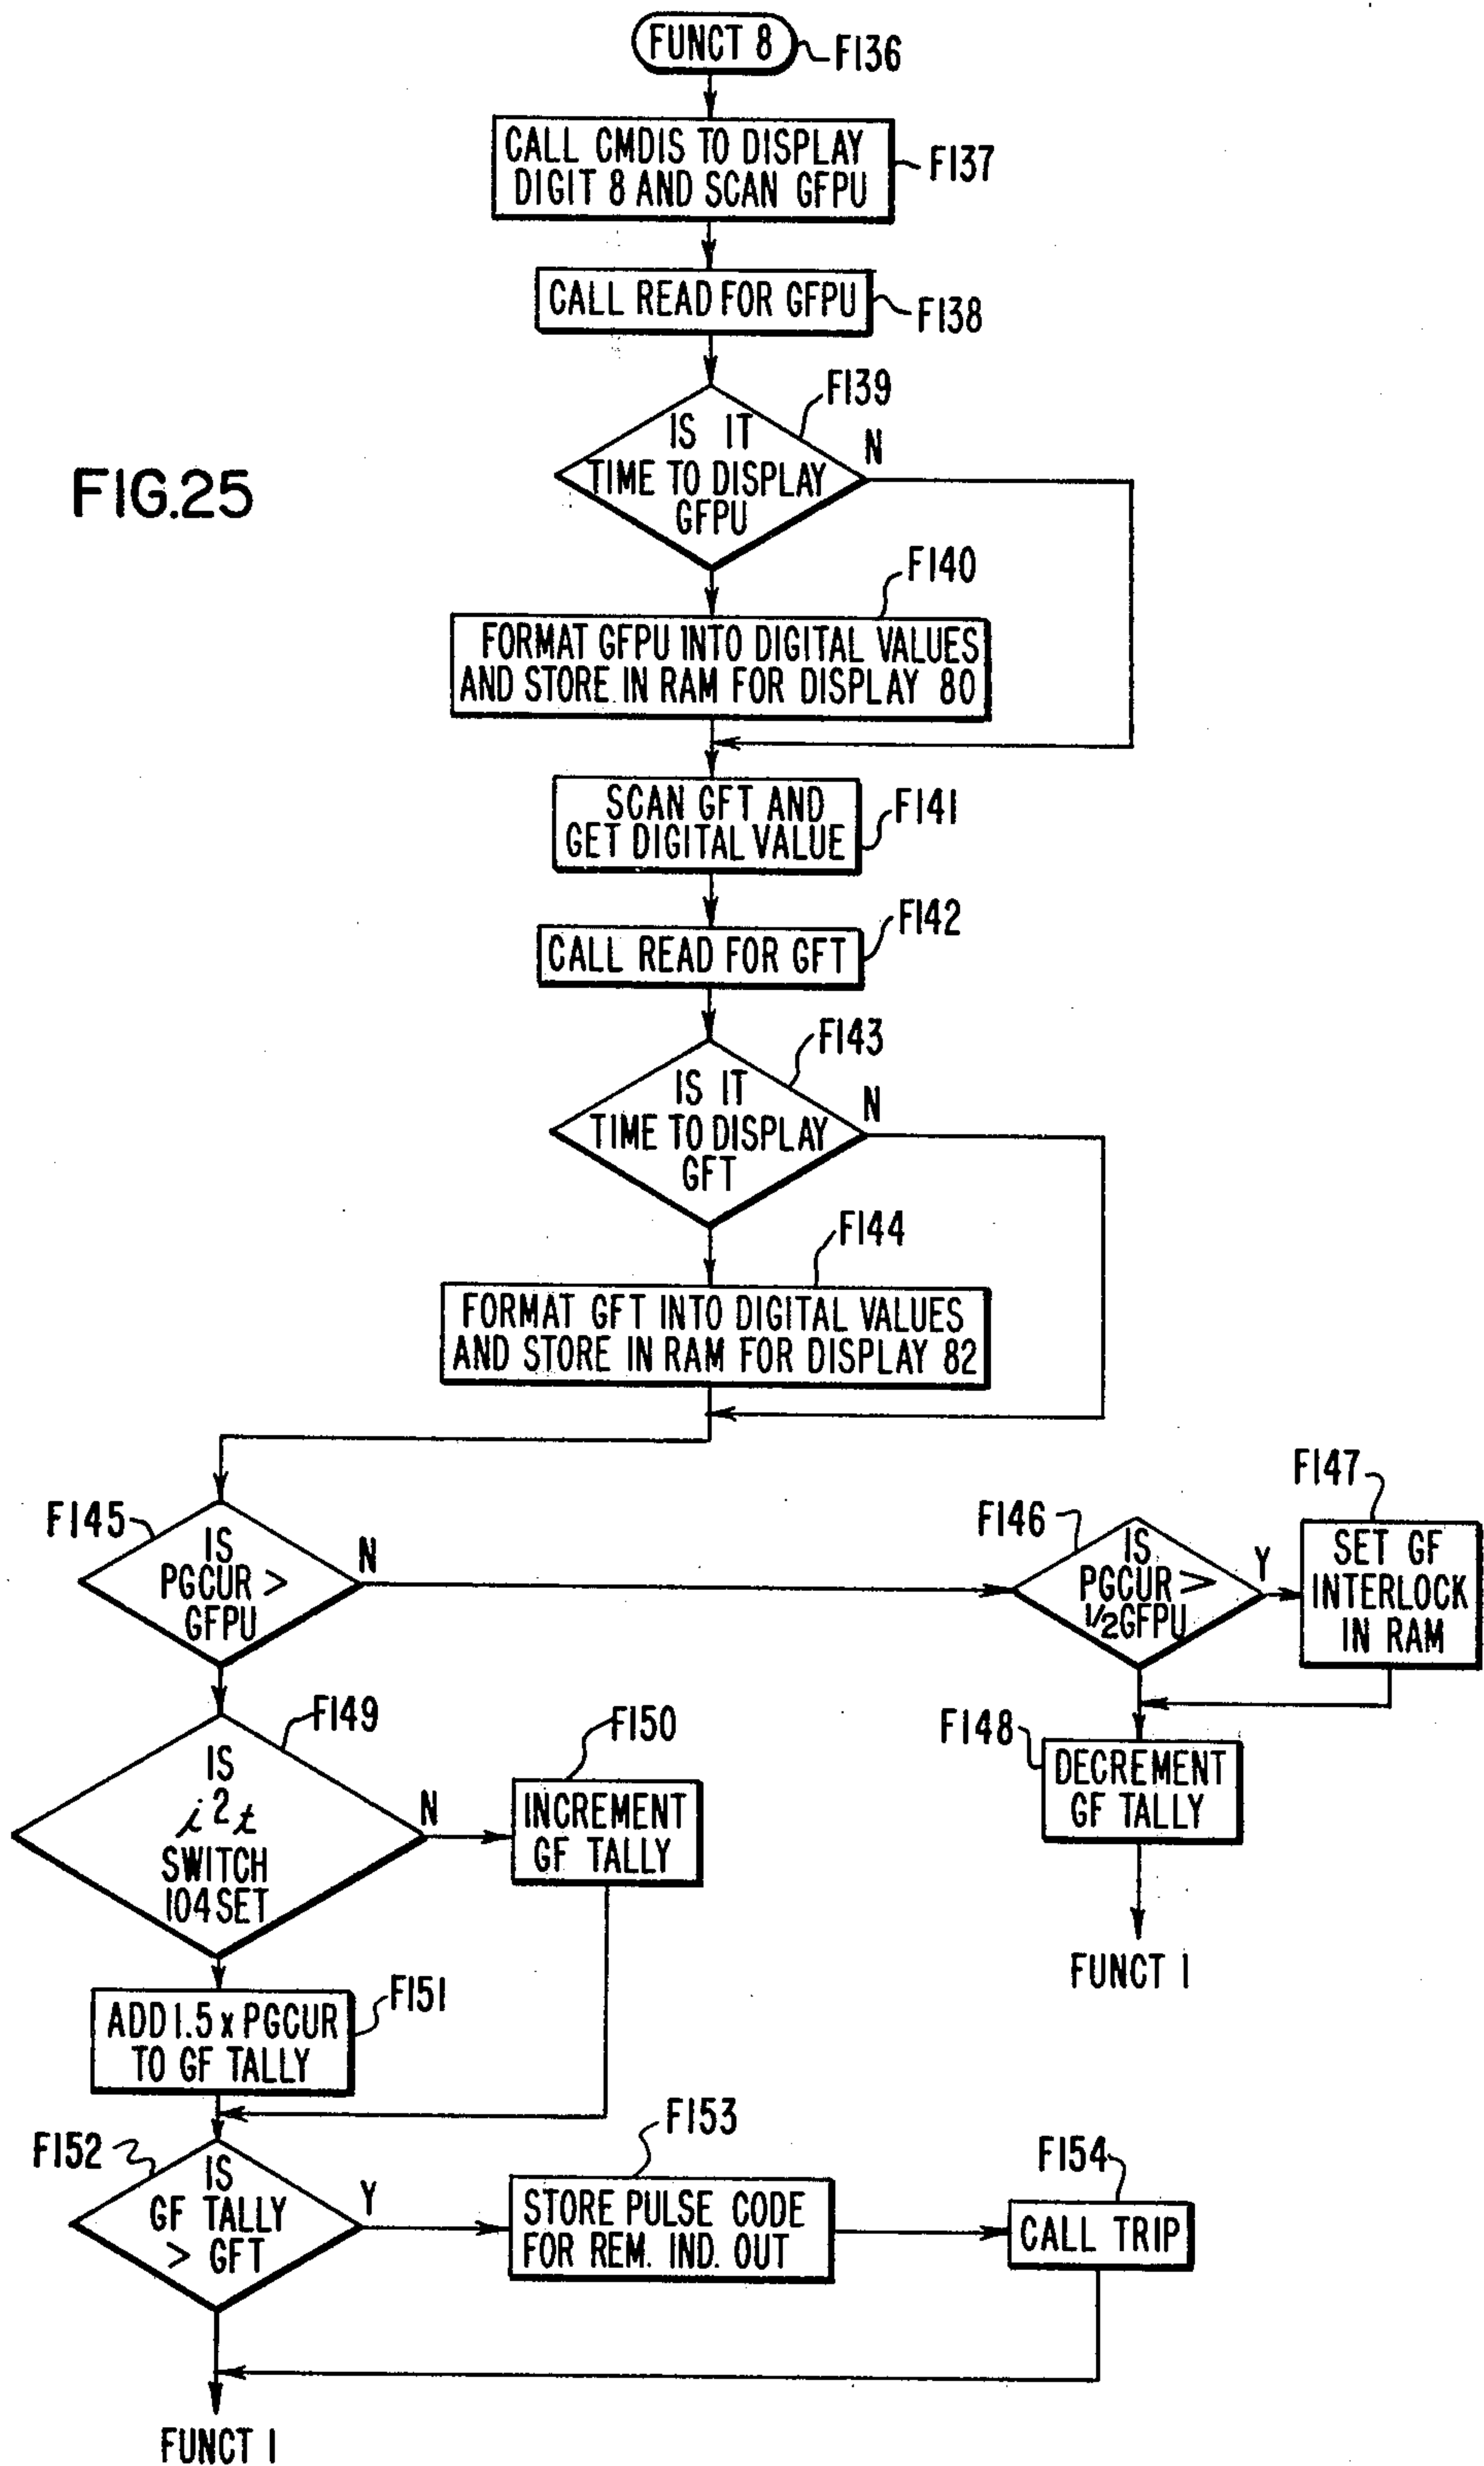 FUNCT 8
F136
CALL CMDIS TO DISPLAY
DIGIT 8 AND SCAN GFPU
F137
CALL READ FOR GFPU
F138
F139
IS IT
TIME TO DISPLAY
GFPU
N
FIG.25
F140
FORMAT GFPU INTO DIGITAL VALUES
AND STORE IN RAM FOR DISPLAY 80
SCAN GFT AND
GET DIGITAL VALUE
F141
F142
CALL READ FOR GFT
F143
IS IT
TIME TO DISPLAY
GFT
N
F144
FORMAT GFT INTO DIGITAL VALUES
AND STORE IN RAM FOR DISPLAY 82
F145
IS
PGCUR >
GFPU
N
F146
IS
PGCUR >
1/2GFPU
Y
F147
SET GF
INTERLOCK
IN RAM
F148
DECREMENT
GF TALLY
FUNCT 1
F149
IS
i²t
SWITCH
104 SET
N
F150
INCREMENT
GF TALLY
F151
ADD 1.5 x PGCUR
TO GF TALLY
F152
IS
GF TALLY
> GFT
Y
F153
STORE PULSE CODE
FOR REM. IND. OUT
F154
CALL TRIP
FUNCT 1